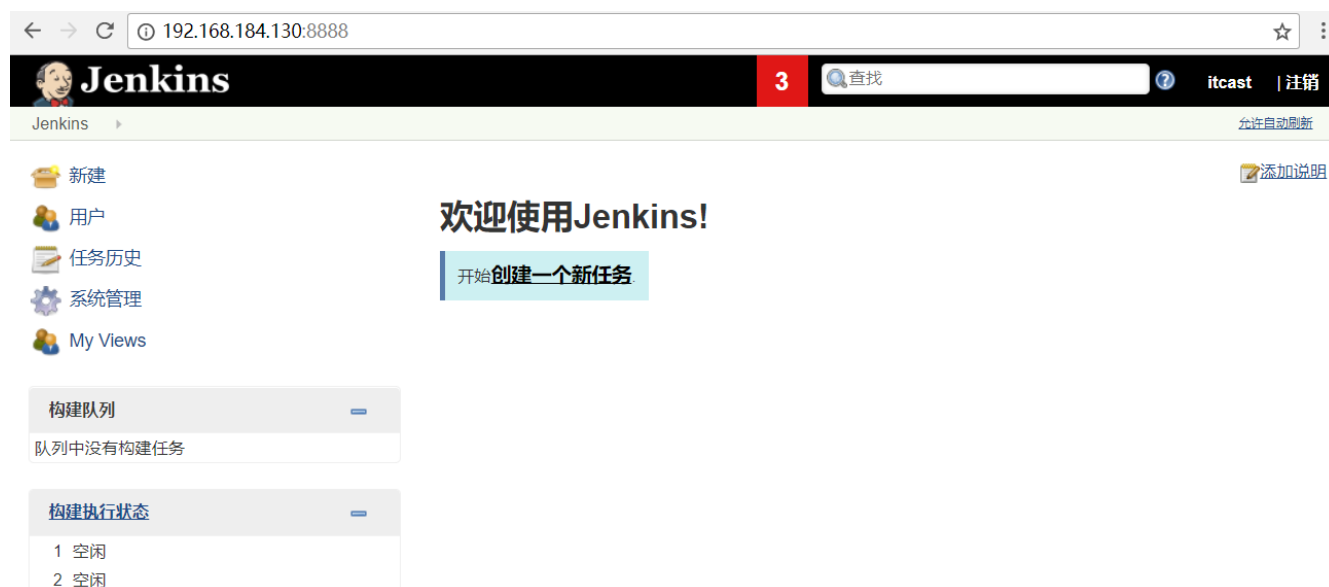 192.168.184.130:8888
Jenkins
3
查找
itcast
| 注销
Jenkins
允许自动刷新
新建
用户
任务历史
系统管理
My Views
添加说明
欢迎使用Jenkins!
开始创建一个新任务.
构建队列
队列中没有构建任务
构建执行状态
1 空闲
2 空闲